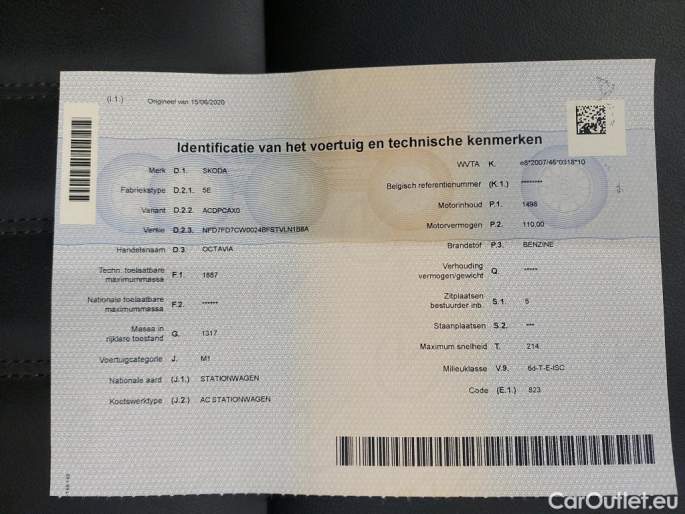 (I.1.) Origineel van 15/06/2020
Identificatie van het voertuig en technische kenmerken
Merk D.1. SKODA
Fabriekstype D.2.1. 5E
Variant D.2.2. ACDPCAX0
Versie D.2.3. NFD7FD7CW0024BFSTVLN1B8A
Handelsnaam D.3. OCTAVIA
Techn. toelaatbare
maximummassa F.1. 1887
Nationale toelaatbare
maximummassa F.2. ******
Massa in
rijklare toestand G. 1317
Voertuigcategorie J. M1
Nationale aard (J.1.) STATIONWAGEN
Koetswerktype (J.2.) AC STATIONWAGEN
WVTA K. e8*2007/46*0318*10
Belgisch referentienummer (K.1.) ********
Motorinhoud P.1. 1498
Motorvermogen P.2. 110,00
Brandstof P.3. BENZINE
Verhouding
vermogen/gewicht Q. *****
Zitplaatsen
bestuurder inb. S.1. 5
Staanplaatsen S.2. ***
Maximum snelheid T. 214
Milieuklasse V.9. 6d-T-E-ISC
Code (E.1.) 823
CarOutlet.eu